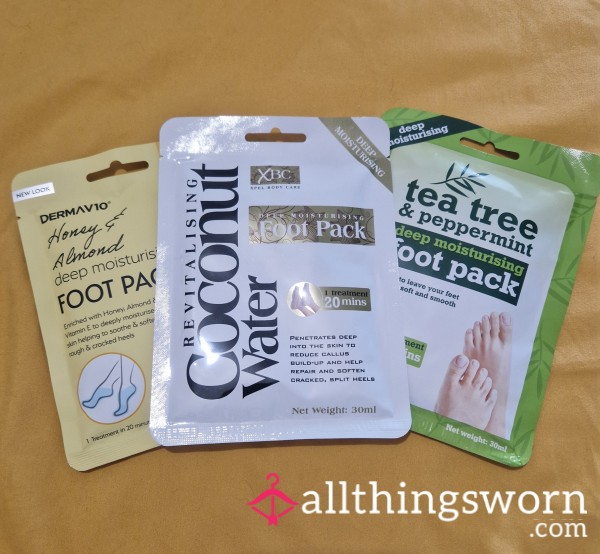 NEW LOOK
DERMAV10
Honey &
Almond
deep moisturis
FOOT PAC
Enriched with Honey, Almond
Vitamin E to deeply moisturise
skin helping to soothe & softe
rough & cracked heels
1 Treatment in 20 minu
REVITALISING
Coconut
Water
DEEP
MOISTURISING
XBC
XPEL BODY CARE
DEEP MOISTURISING
Foot Pack
1 treatment
20 mins
Penetrates deep
into the skin to
reduce callus
build-up and help
repair and soften
cracked, split heels
Net Weight: 30ml
deep
moisturising
tea tree
& peppermint
deep moisturising
foot pack
to leave your feet
soft and smooth
ment
ns
Net weight: 30ml
allthingsworn
.com